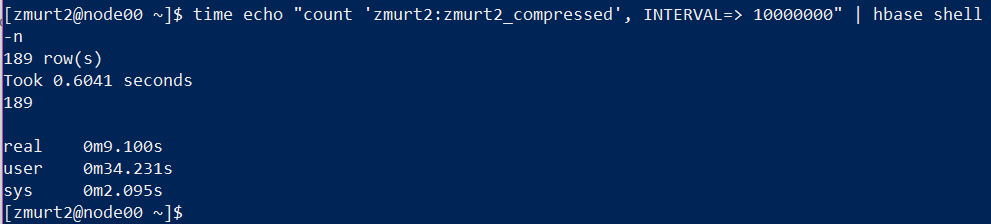 [zmurt2@node00 ~]$ time echo "count 'zmurt2:zmurt2_compressed', INTERVAL=> 10000000" | hbase shell
-n
189 row(s)
Took 0.6041 seconds
189
real    0m9.100s
user    0m34.231s
sys     0m2.095s
[zmurt2@node00 ~]$